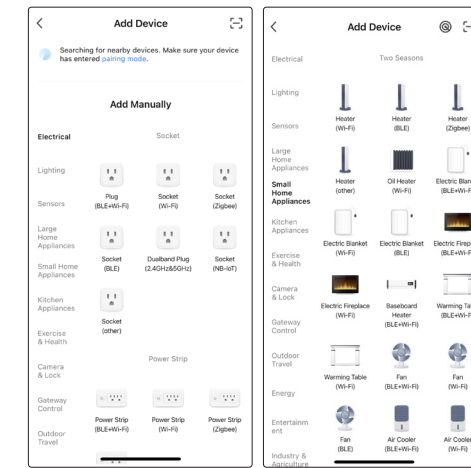 Add Device
Searching for nearby devices. Make sure your device
has entered pairing mode.
Add Manually
Electrical
Lighting
Sensors
Large
Home
Appliances
Small Home
Appliances
Kitchen
Appliances
Exercise
& Health
Camera
& Lock
Gateway
Control
Outdoor
Travel
Socket
Plug
(BLE+Wi-Fi)
Socket
(Wi-Fi)
Socket
(Zigbee)
Socket
(BLE)
Dualband Plug
(2.4GHz&5GHz)
Socket
(NB-IoT)
Socket
(other)
Power Strip
Power Strip
(BLE+Wi-Fi)
Power Strip
(Wi-Fi)
Power Strip
(Zigbee)
Add Device
Electrical
Lighting
Sensors
Large
Home
Appliances
Small
Home
Appliances
Kitchen
Appliances
Exercise
& Health
Camera
& Lock
Gateway
Control
Outdoor
Travel
Energy
Entertainm
ent
Industry &
Agriculture
Two Seasons
Heater
(Wi-Fi)
Heater
(BLE)
Heater
(Zigbee)
Heater
(other)
Oil Heater
(Wi-Fi)
Electric Blan
(BLE+Wi-F
Electric Blanket
(Wi-Fi)
Electric Blanket
(BLE)
Electric Firepl
(BLE+Wi-F
Electric Fireplace
(Wi-Fi)
Baseboard
Heater
(BLE+Wi-Fi)
Warming Ta
(BLE+Wi-F
Warming Table
(Wi-Fi)
Fan
(BLE+Wi-Fi)
Fan
(Wi-Fi)
Fan
(BLE)
Air Cooler
(BLE+Wi-Fi)
Air Cooler
(Wi-Fi)